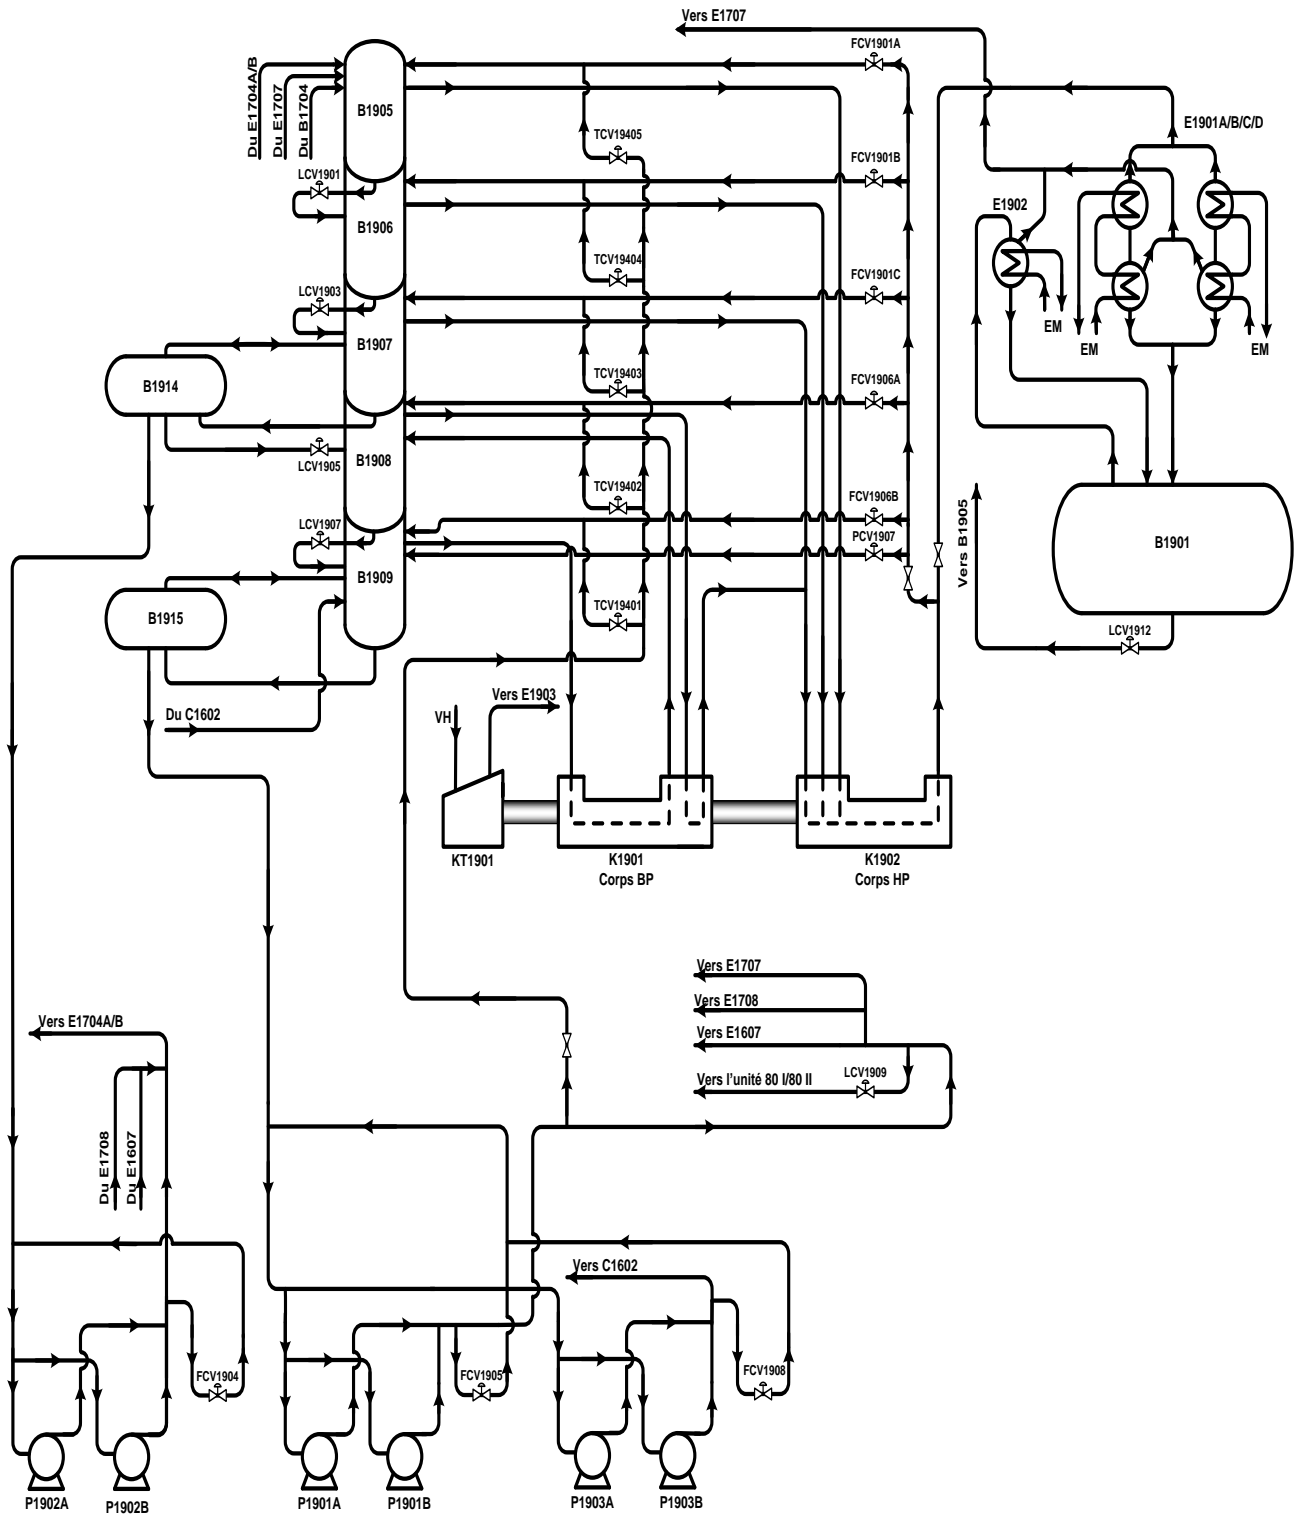 Vers E1707
FCV1901A
Du E1704A/B
Du E1707
Du B1704
B1905
TCV19405
E1901A/B/C/D
LCV1901
FCV1901B
E1902
B1906
TCV19404
FCV1901C
LCV1903
EM
EM
EM
B1907
B1914
TCV19403
FCV1906A
LCV1905
B1908
TCV19402
FCV1906B
LCV1907
PCV1907
Vers B1905
B1901
B1909
B1915
TCV19401
LCV1912
Du C1602
VH
Vers E1903
KT1901
K1901
Corps BP
K1902
Corps HP
Vers E1707
Vers E1708
Vers E1607
LCV1909
Vers l'unité 80 I/80 II
Vers E1704A/B
Du E1708
Du E1607
Vers C1602
FCV1904
FCV1905
FCV1908
P1902A
P1902B
P1901A
P1901B
P1903A
P1903B